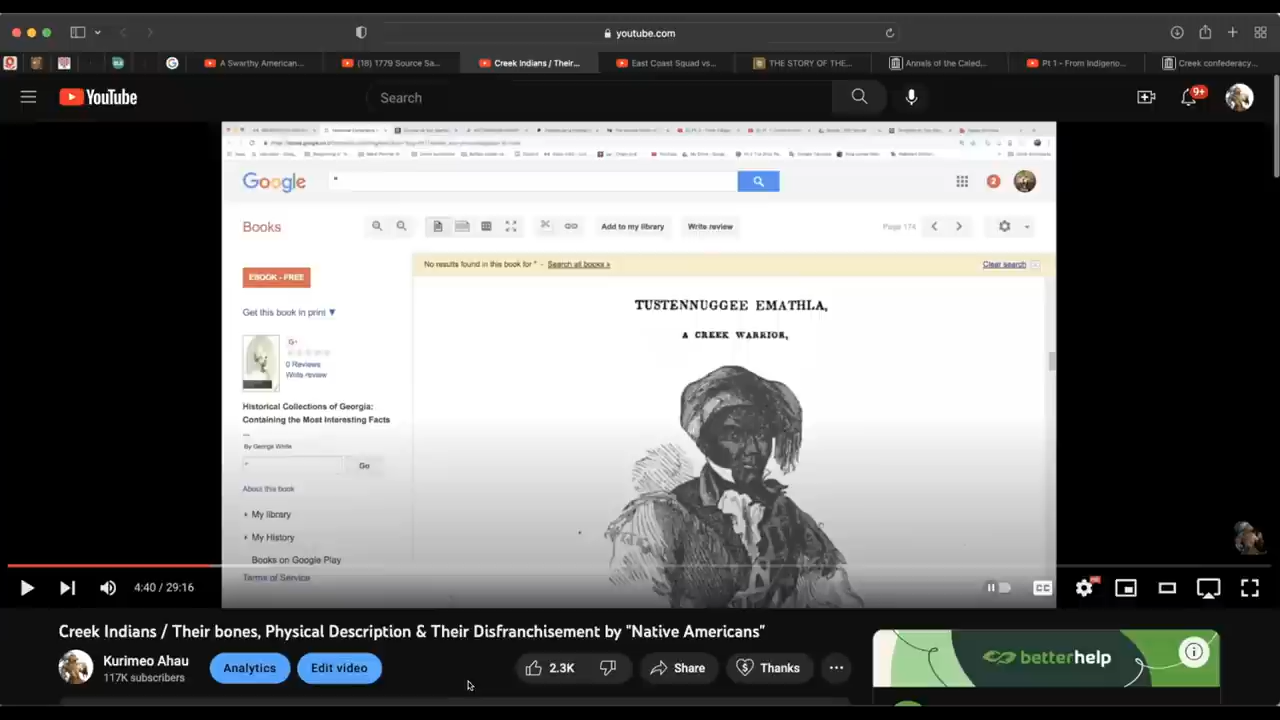 youtube.com
A Swarthy American...
(18) 1779 Source Sa...
Creek Indians / Their...
East Coast Squad vs...
THE STORY OF THE...
Annals of the Caled...
Pt 1 - From Indigeno...
Creek confederacy...
YouTube
Search
9+
Google
"
2
Books
Add to my library
Write review
Page 174
EBOOK - FREE
No results found in this book for " - Search all books »
Clear search
Get this book in print ▼
TUSTENNUGGEE EMATHLA,
A CREEK WARRIOR,
G+
0 Reviews
Write review
Historical Collections of Georgia:
Containing the Most Interesting Facts
...
By George White
Go
About this book
My library
My History
Books on Google Play
Terms of Service
4:40 / 29:16
CC
HD
Creek Indians / Their bones, Physical Description & Their Disfranchisement by "Native Americans"
Kurimeo Ahau
117K subscribers
Analytics
Edit video
2.3K
Share
Thanks
betterhelp